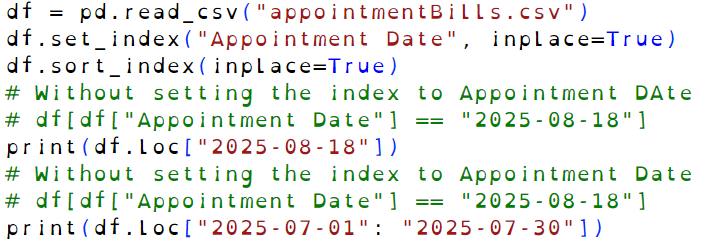 df = pd.read_csv("appointmentBills.csv")
df.set_index("Appointment Date", inplace=True)
df.sort_index(inplace=True)
# Without setting the index to Appointment DAte
# df[df["Appointment Date"] == "2025-08-18"]
print(df.loc["2025-08-18"])
# Without setting the index to Appointment Date
# df[df["Appointment Date"] == "2025-08-18"]
print(df.loc["2025-07-01": "2025-07-30"])